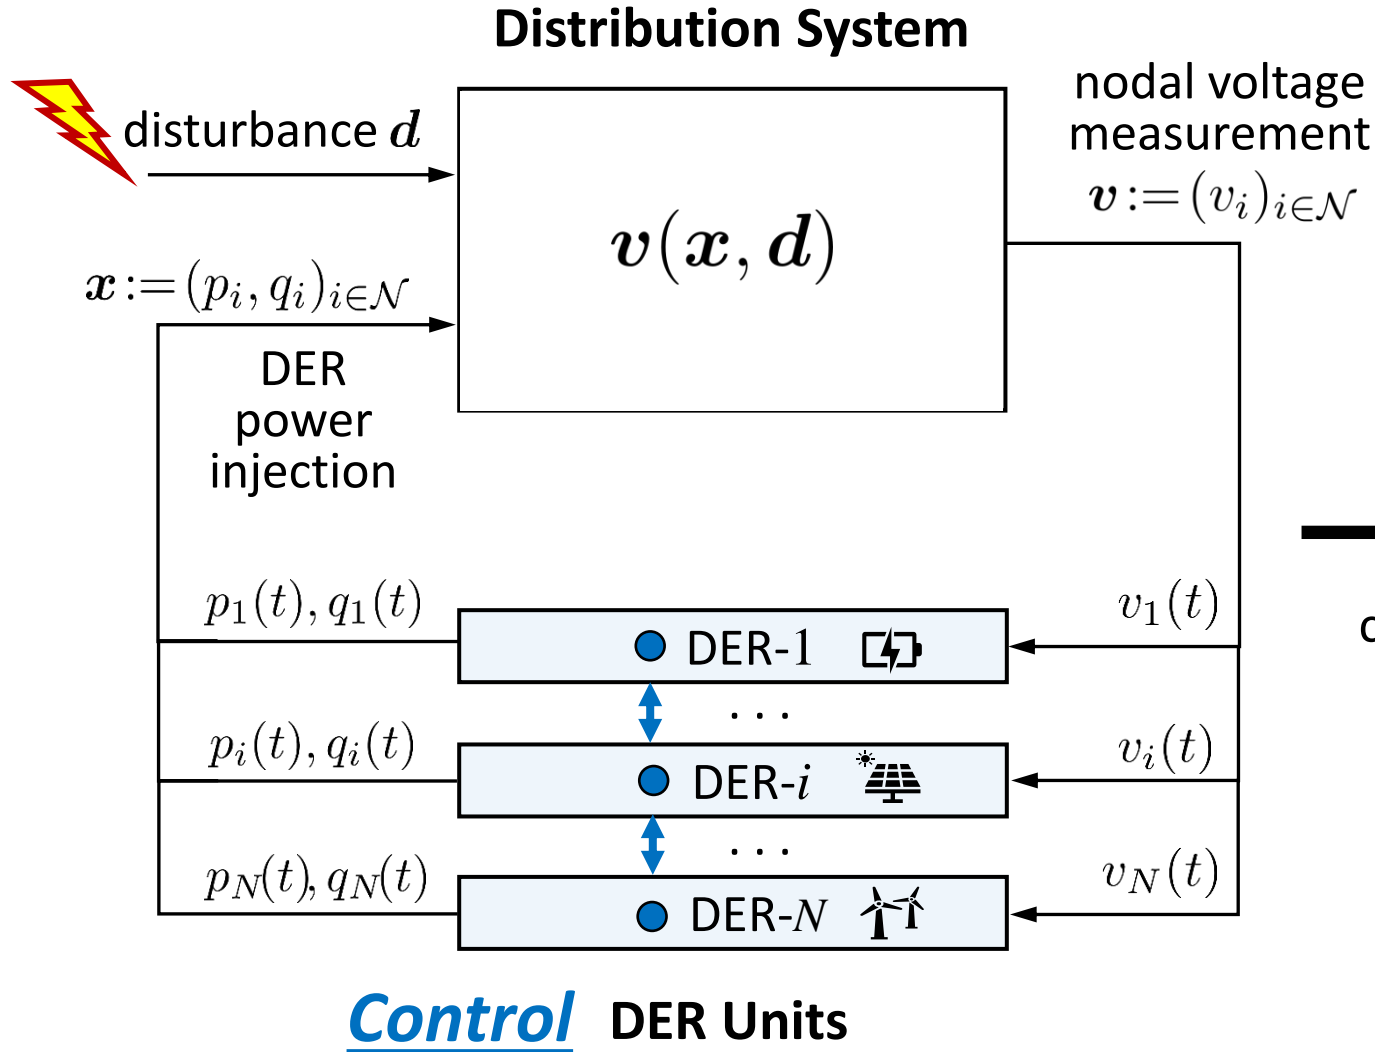 Distribution System
nodal voltage
measurement
𝒗 := (v_i)_{i∈𝒩}
disturbance 𝒅
𝒗(𝒙, 𝒅)
𝒙 := (p_i, q_i)_{i∈𝒩}
DER
power
injection
p_1(t), q_1(t)
DER-1
v_1(t)
. . .
p_i(t), q_i(t)
DER-i
v_i(t)
. . .
p_N(t), q_N(t)
DER-N
v_N(t)
Control DER Units